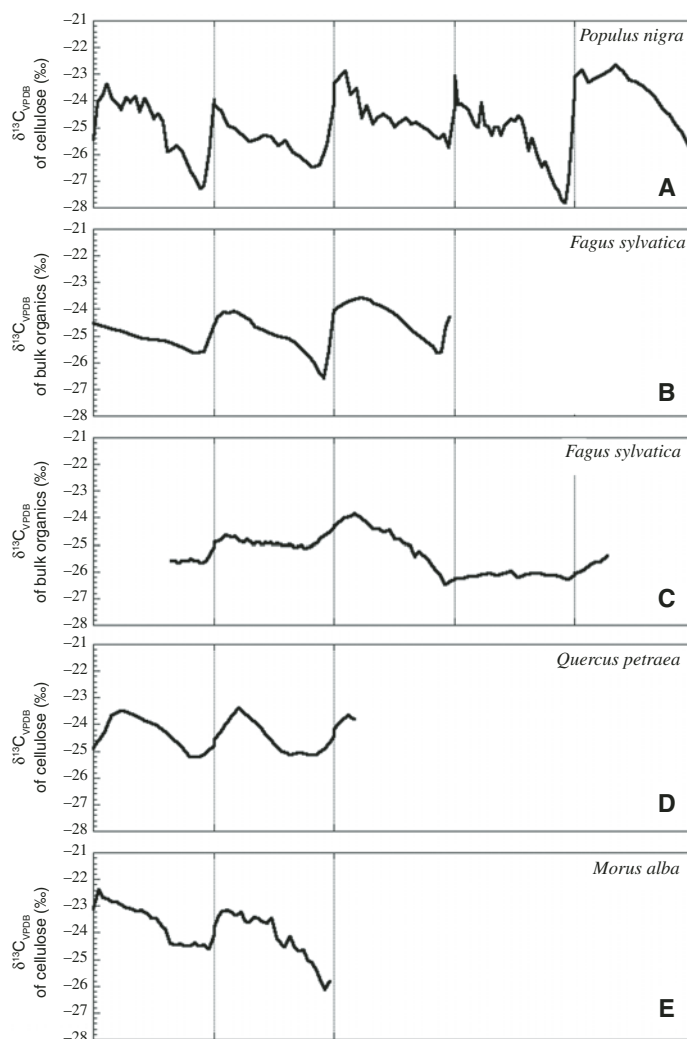 −21
−22
−23
−24
−25
−26
−27
−28
δ¹³C_VPDB
of cellulose (‰)
Populus nigra
A
−21
−22
−23
−24
−25
−26
−27
−28
δ¹³C_VPDB
of bulk organics (‰)
Fagus sylvatica
B
−21
−22
−23
−24
−25
−26
−27
−28
δ¹³C_VPDB
of bulk organics (‰)
Fagus sylvatica
C
−21
−22
−23
−24
−25
−26
−27
−28
δ¹³C_VPDB
of cellulose (‰)
Quercus petraea
D
−21
−22
−23
−24
−25
−26
−27
−28
δ¹³C_VPDB
of cellulose (‰)
Morus alba
E